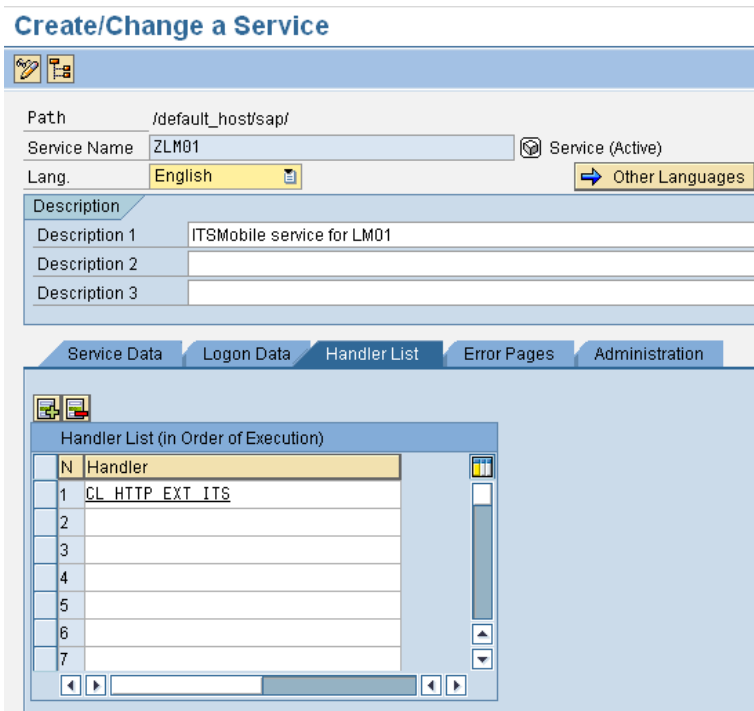 Create/Change a Service
Path /default_host/sap/
Service Name ZLM01 Service (Active)
Lang. English Other Languages
Description
Description 1 ITSMobile service for LM01
Description 2
Description 3
Service Data Logon Data Handler List Error Pages Administration
Handler List (in Order of Execution)
N Handler
1 CL_HTTP_EXT_ITS
2
3
4
5
6
7